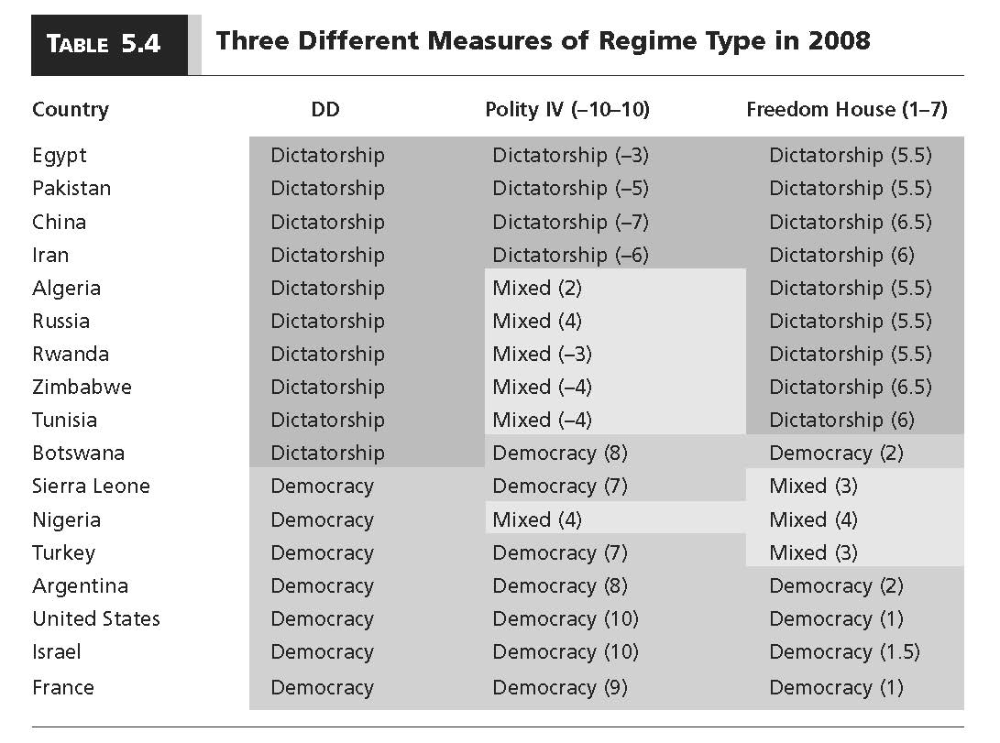 TABLE 5.4 Three Different Measures of Regime Type in 2008
Country DD Polity IV (–10–10) Freedom House (1–7)
Egypt Dictatorship Dictatorship (–3) Dictatorship (5.5)
Pakistan Dictatorship Dictatorship (–5) Dictatorship (5.5)
China Dictatorship Dictatorship (–7) Dictatorship (6.5)
Iran Dictatorship Dictatorship (–6) Dictatorship (6)
Algeria Dictatorship Mixed (2) Dictatorship (5.5)
Russia Dictatorship Mixed (4) Dictatorship (5.5)
Rwanda Dictatorship Mixed (–3) Dictatorship (5.5)
Zimbabwe Dictatorship Mixed (–4) Dictatorship (6.5)
Tunisia Dictatorship Mixed (–4) Dictatorship (6)
Botswana Dictatorship Democracy (8) Democracy (2)
Sierra Leone Democracy Democracy (7) Mixed (3)
Nigeria Democracy Mixed (4) Mixed (4)
Turkey Democracy Democracy (7) Mixed (3)
Argentina Democracy Democracy (8) Democracy (2)
United States Democracy Democracy (10) Democracy (1)
Israel Democracy Democracy (10) Democracy (1.5)
France Democracy Democracy (9) Democracy (1)